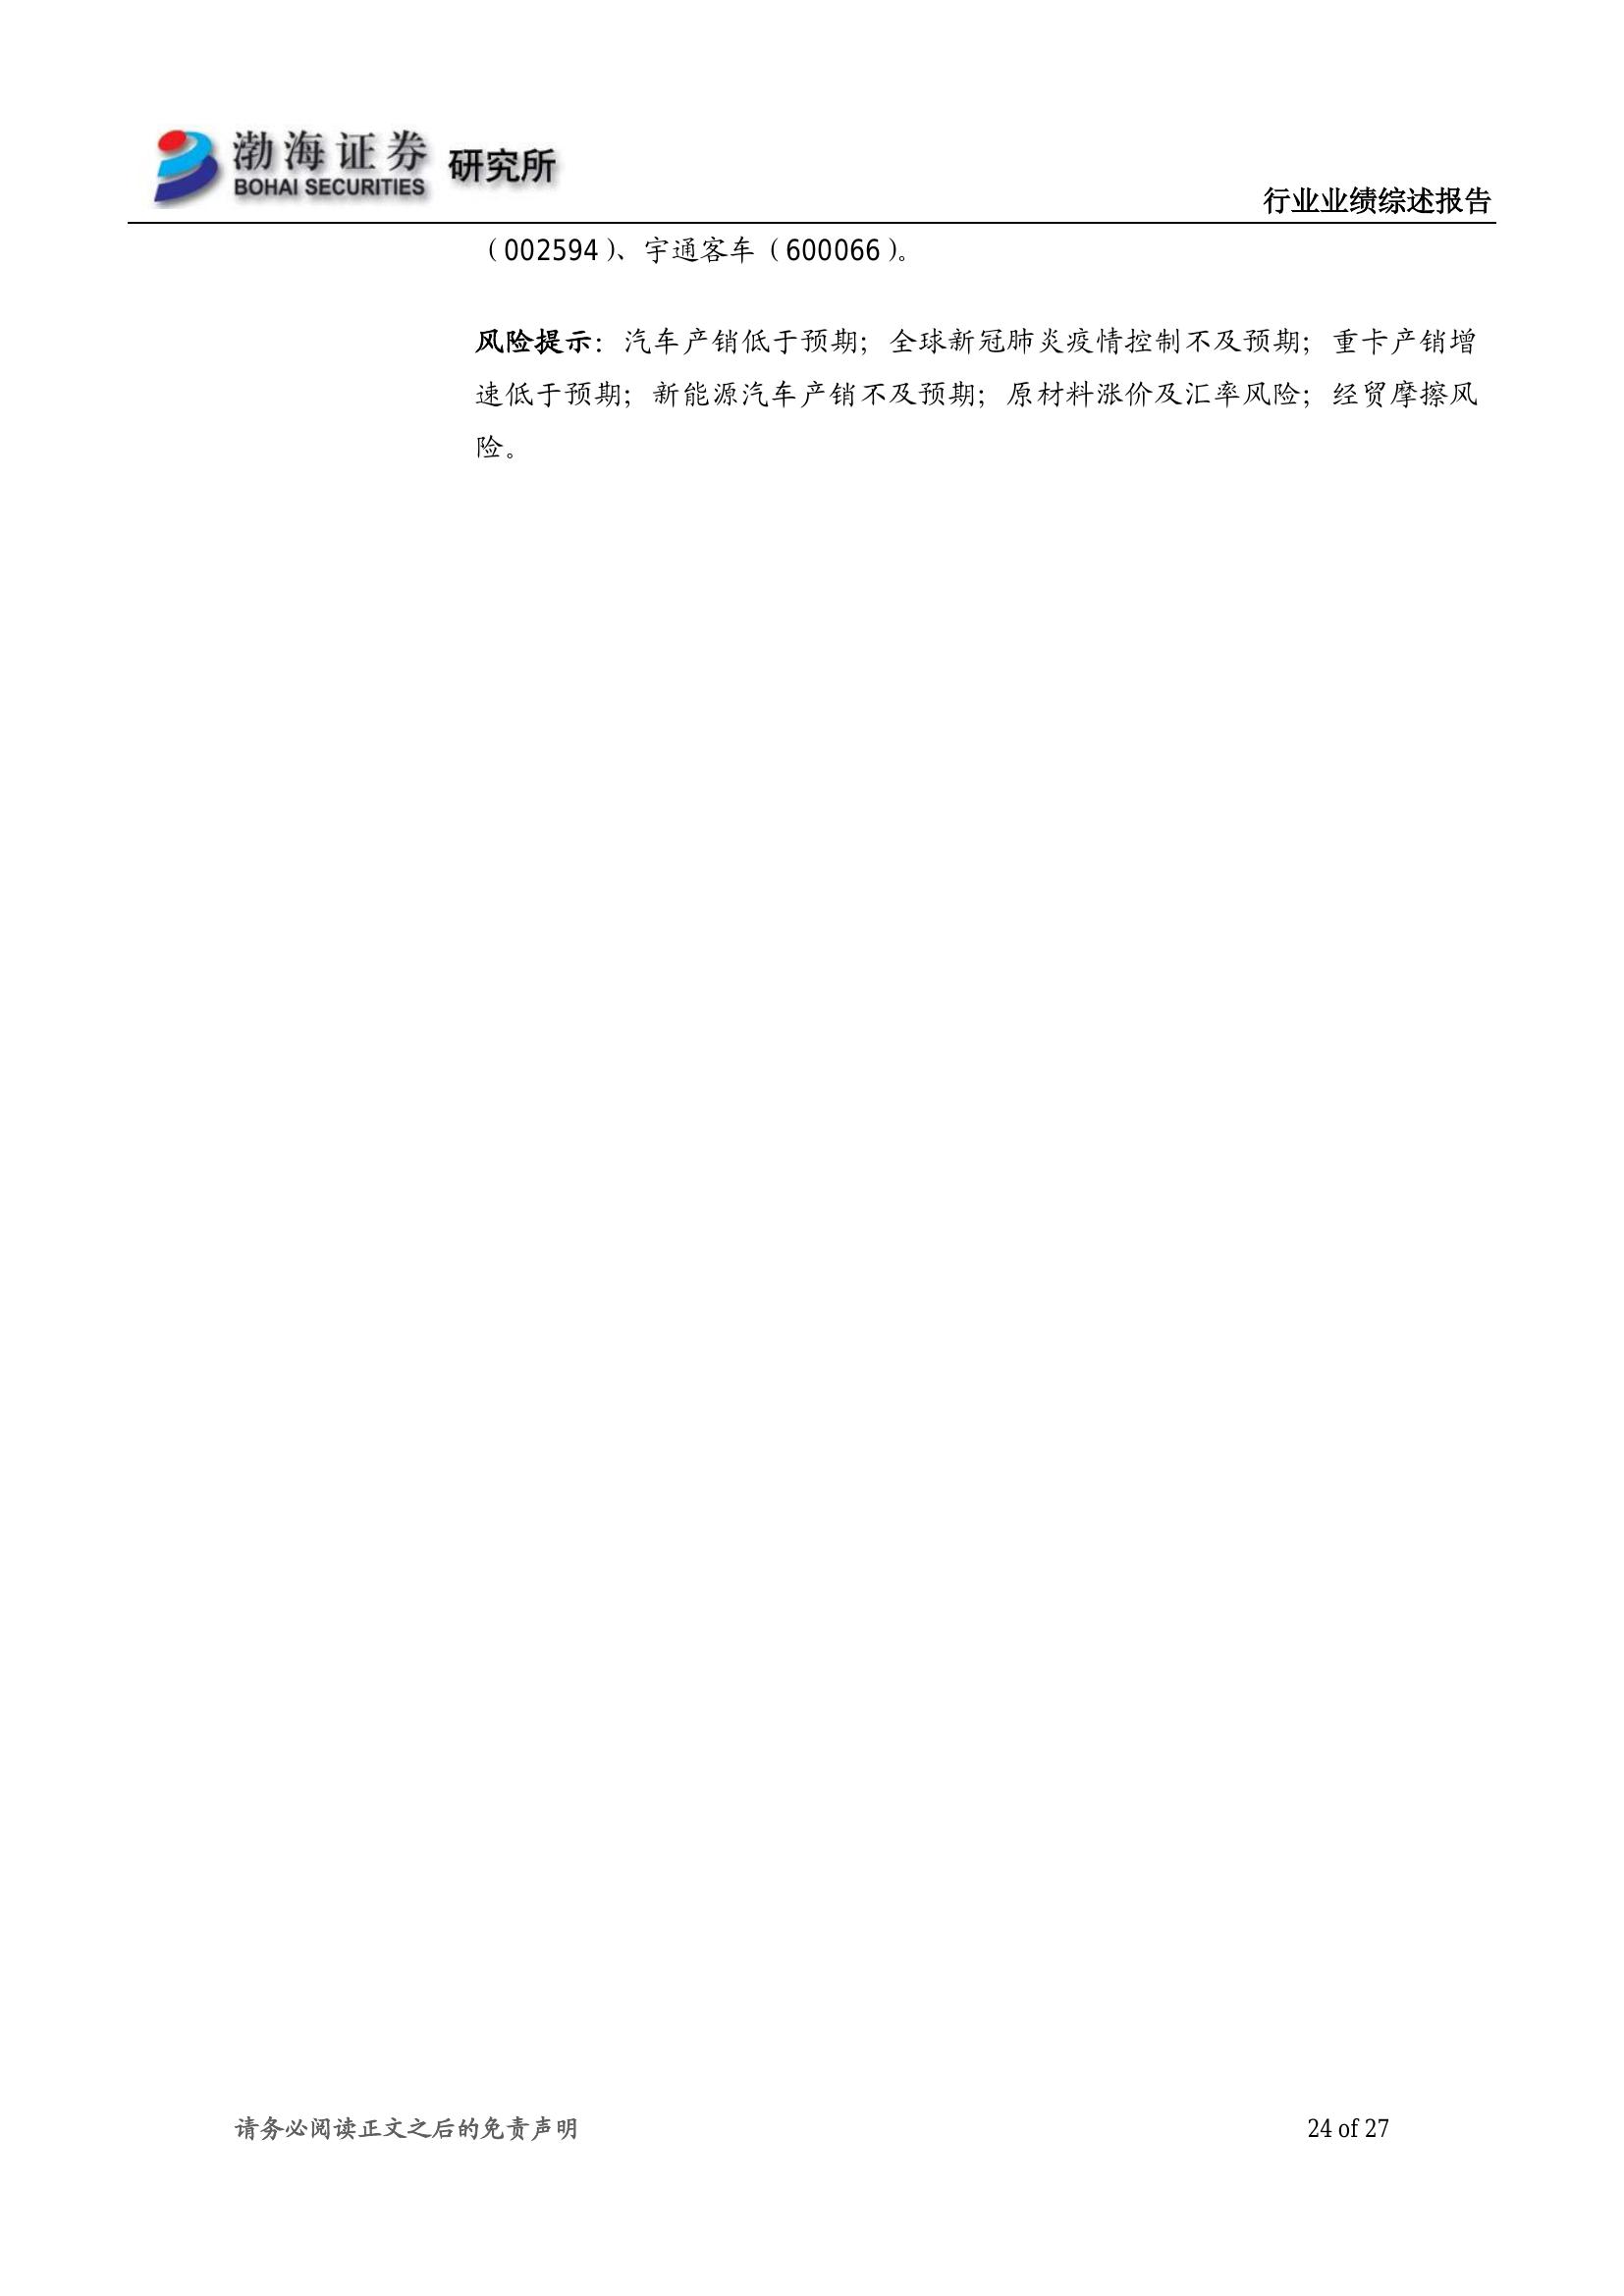 渤海证券 研究所
BOHAI SECURITIES
行业业绩综述报告
（002594）、宇通客车（600066）。
风险提示：汽车产销低于预期；全球新冠肺炎疫情控制不及预期；重卡产销增
速低于预期；新能源汽车产销不及预期；原材料涨价及汇率风险；经贸摩擦风
险。
请务必阅读正文之后的免责声明
24 of 27